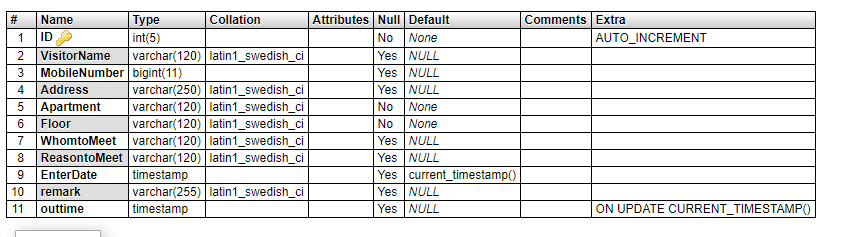 # Name Type Collation Attributes Null Default Comments Extra
1 ID int(5) No None AUTO_INCREMENT
2 VisitorName varchar(120) latin1_swedish_ci Yes NULL
3 MobileNumber bigint(11) Yes NULL
4 Address varchar(250) latin1_swedish_ci Yes NULL
5 Apartment varchar(120) latin1_swedish_ci No None
6 Floor varchar(120) latin1_swedish_ci No None
7 WhomtoMeet varchar(120) latin1_swedish_ci Yes NULL
8 ReasontoMeet varchar(120) latin1_swedish_ci Yes NULL
9 EnterDate timestamp Yes current_timestamp()
10 remark varchar(255) latin1_swedish_ci Yes NULL
11 outtime timestamp Yes NULL ON UPDATE CURRENT_TIMESTAMP()